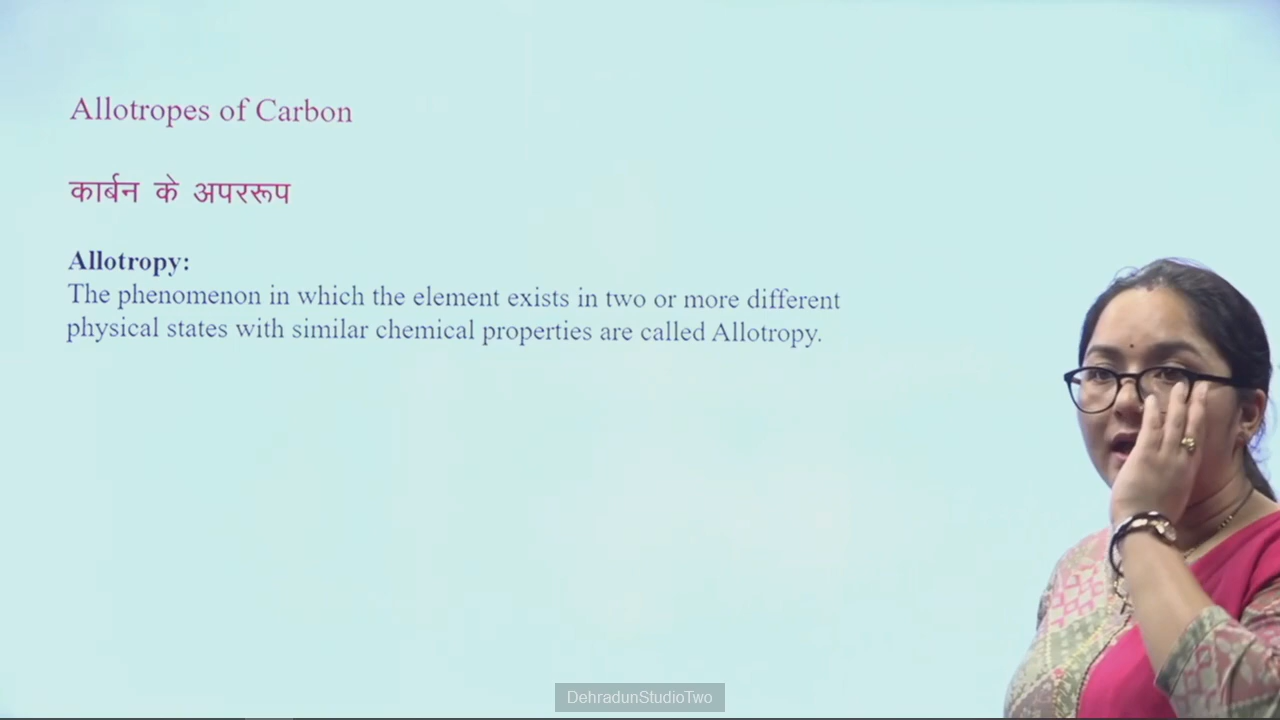 Allotropes of Carbon
कार्बन के अपररूप
Allotropy:
The phenomenon in which the element exists in two or more different
physical states with similar chemical properties are called Allotropy.
DehradunStudioTwo